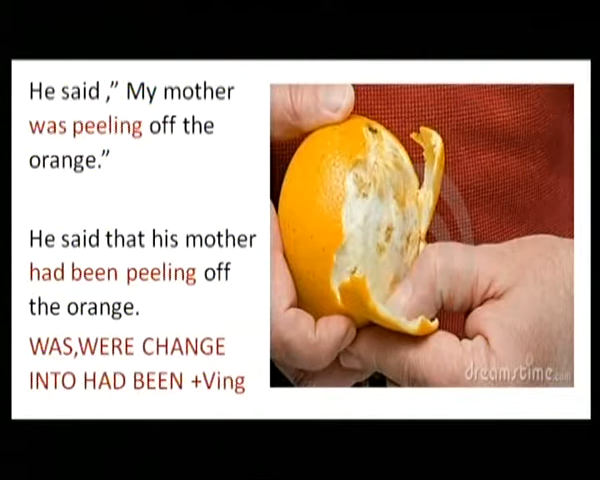 He said ,” My mother
was peeling off the
orange.”
He said that his mother
had been peeling off
the orange.
WAS,WERE CHANGE
INTO HAD BEEN +Ving
dreamstime.com